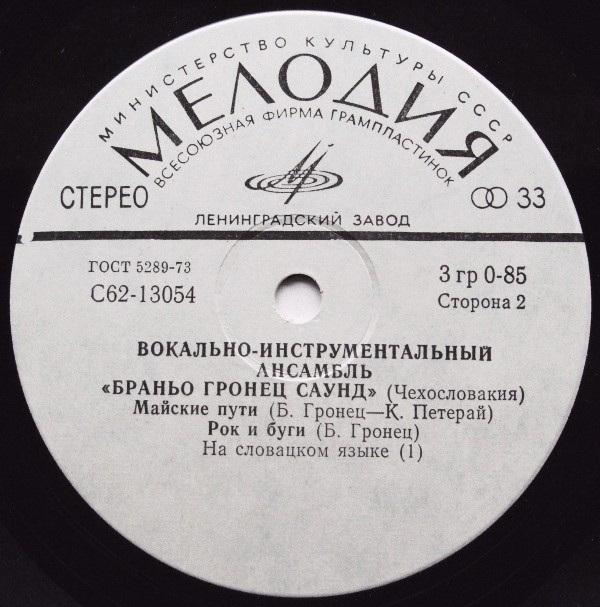 МИНИСТЕРСТВО КУЛЬТУРЫ СССР
МЕЛОДИЯ
ВСЕСОЮЗНАЯ ФИРМА ГРАМПЛАСТИНОК
СТЕРЕО
33
ЛЕНИНГРАДСКИЙ ЗАВОД
ГОСТ 5289-73
3 гр 0-85
С62-13054
Сторона 2
ВОКАЛЬНО-ИНСТРУМЕНТАЛЬНЫЙ
АНСАМБЛЬ
«БРАНЬО ГРОНЕЦ САУНД» (Чехословакия)
Майские пути (Б. Гронец—К. Петерай)
Рок и буги (Б. Гронец)
На словацком языке (1)